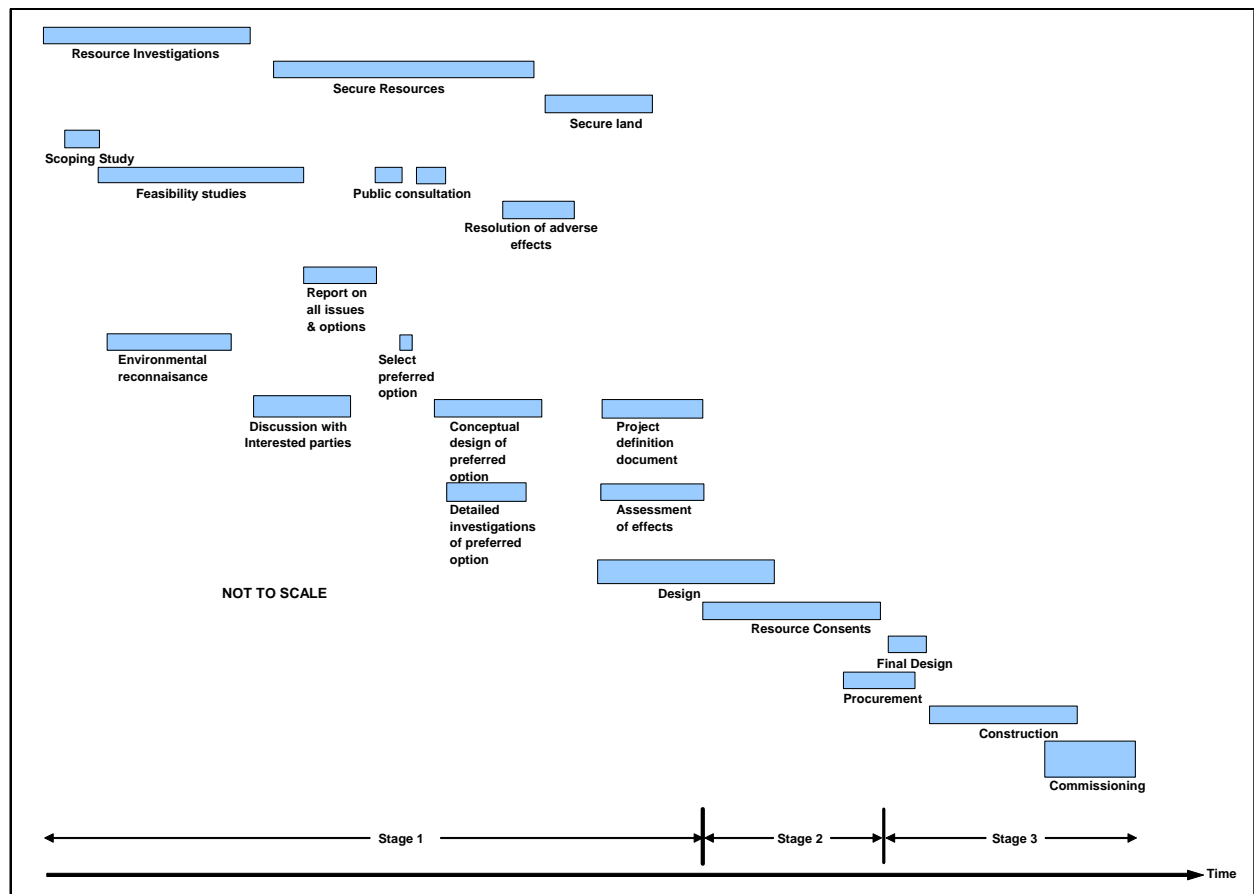 Resource Investigations
Secure Resources
Secure land
Scoping Study
Feasibility studies
Public consultation
Resolution of adverse
effects
Report on
all issues
& options
Environmental
reconnaisance
Select
preferred
option
Discussion with
Interested parties
Conceptual
design of
preferred
option
Project
definition
document
Detailed
investigations
of preferred
option
Assessment
of effects
NOT TO SCALE
Design
Resource Consents
Final Design
Procurement
Construction
Commissioning
Stage 1
Stage 2
Stage 3
Time